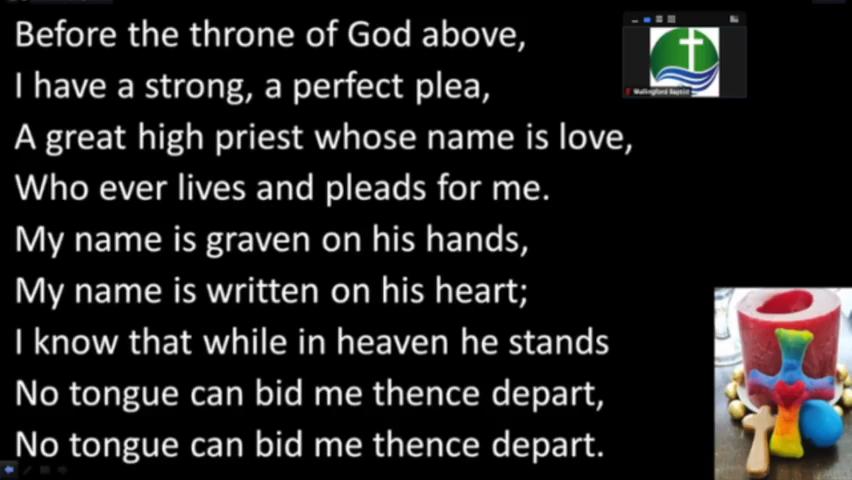 Before the throne of God above,
I have a strong, a perfect plea,
A great high priest whose name is love,
Who ever lives and pleads for me.
My name is graven on his hands,
My name is written on his heart;
I know that while in heaven he stands
No tongue can bid me thence depart,
No tongue can bid me thence depart.
Wallingford Baptist